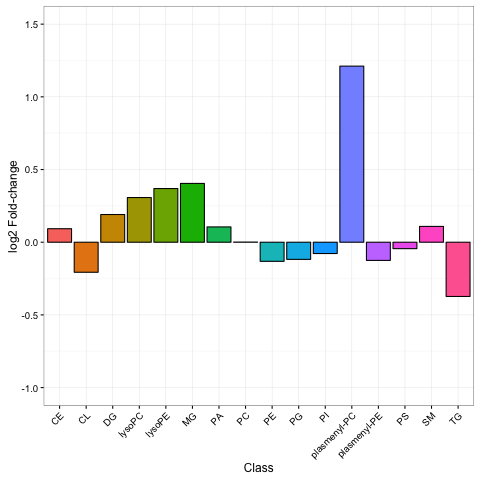 1.5
1.0
0.5
0.0
-0.5
-1.0
log2 Fold-change
CE
CL
DG
lysoPC
lysoPE
MG
PA
PC
PE
PG
PI
plasmenyl-PC
plasmenyl-PE
PS
SM
TG
Class